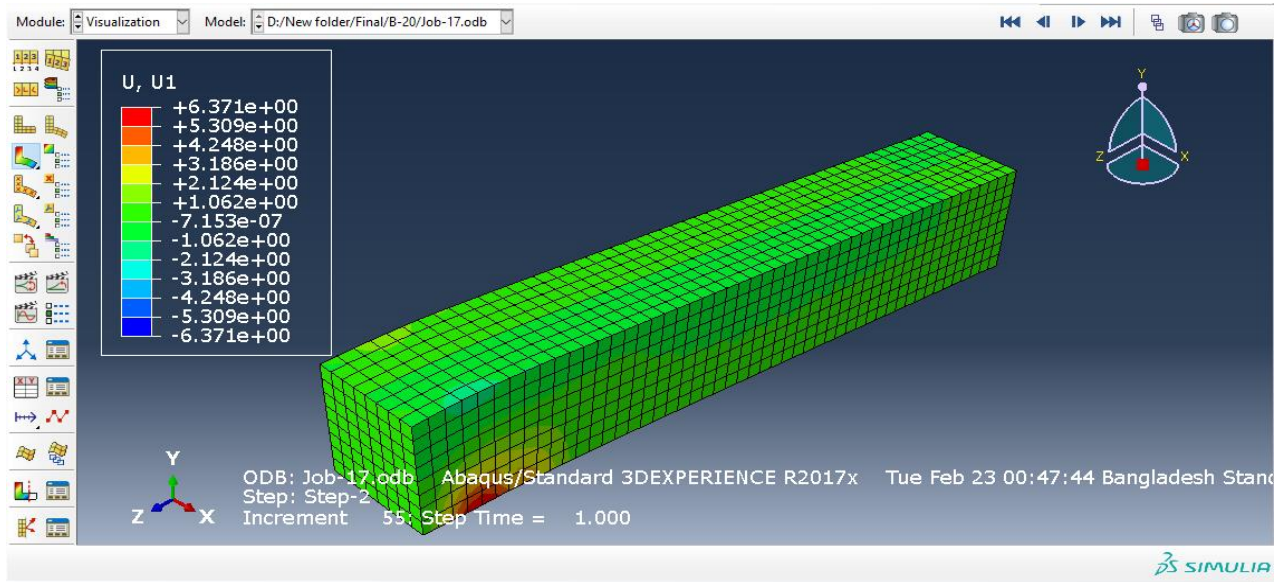 Module: Visualization Model: D:/New folder/Final/B-20/Job-17.odb
U, U1
+6.371e+00
+5.309e+00
+4.248e+00
+3.186e+00
+2.124e+00
+1.062e+00
-7.153e-07
-1.062e+00
-2.124e+00
-3.186e+00
-4.248e+00
-5.309e+00
-6.371e+00
Y
Z X
Y
Z X
ODB: Job-17.odb Abaqus/Standard 3DEXPERIENCE R2017x Tue Feb 23 00:47:44 Bangladesh Stand
Step: Step-2
Increment 55: Step Time = 1.000
SIMULIA